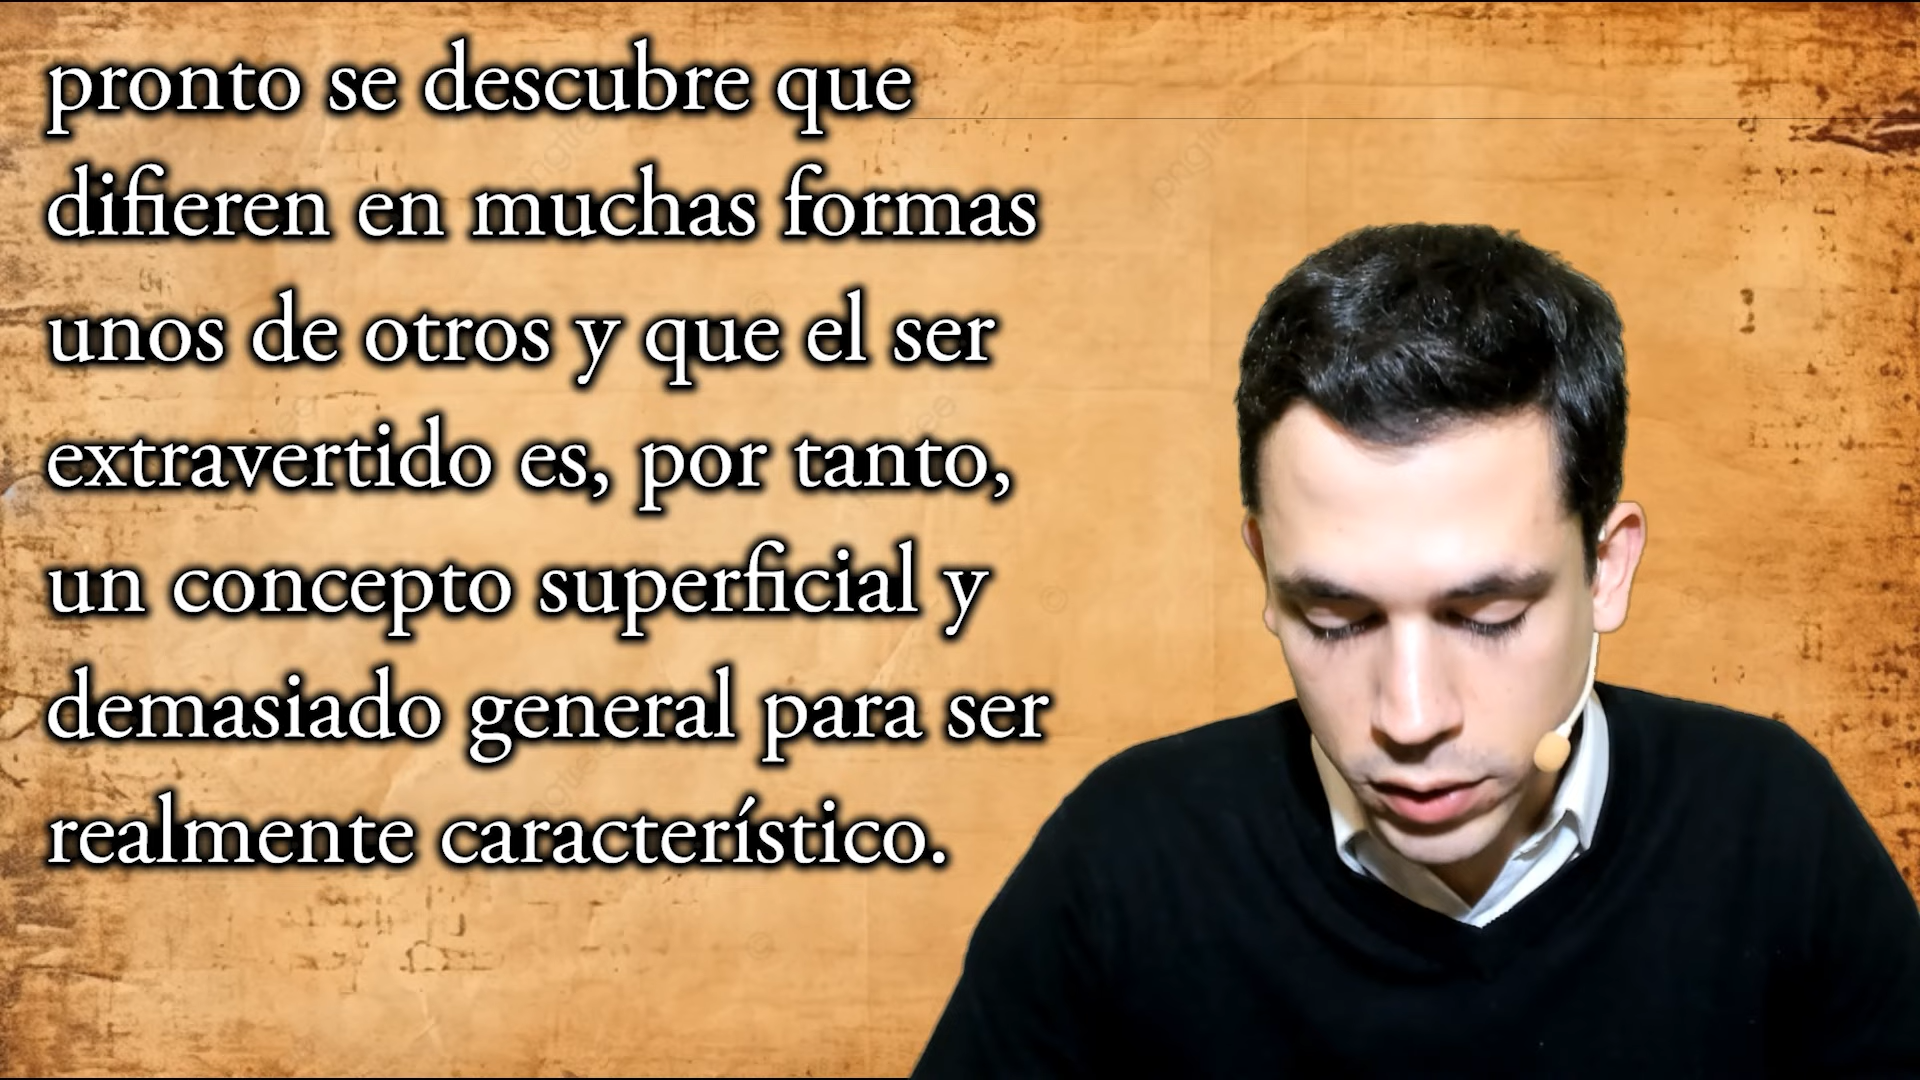 pronto se descubre que
difieren en muchas formas
unos de otros y que el ser
extravertido es, por tanto,
un concepto superficial y
demasiado general para ser
realmente característico.